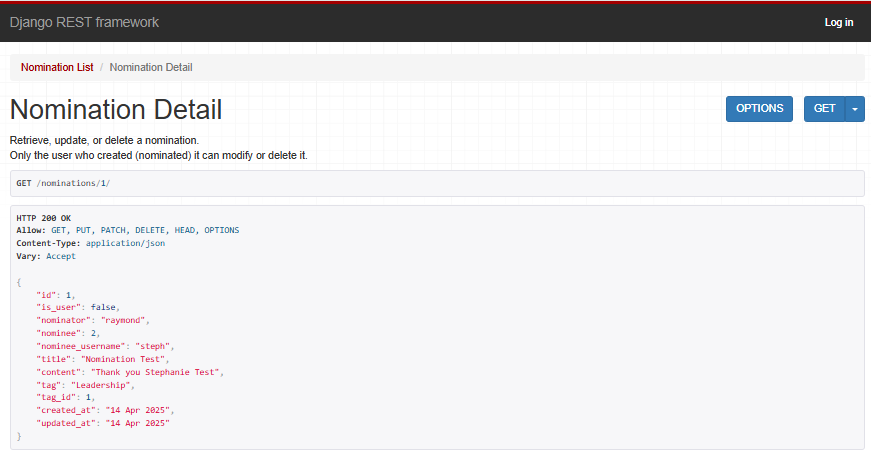 Django REST framework
Log in
Nomination List / Nomination Detail
Nomination Detail
OPTIONS
GET
Retrieve, update, or delete a nomination.
Only the user who created (nominated) it can modify or delete it.
GET /nominations/1/
HTTP 200 OK
Allow: GET, PUT, PATCH, DELETE, HEAD, OPTIONS
Content-Type: application/json
Vary: Accept
{
    "id": 1,
    "is_user": false,
    "nominator": "raymond",
    "nominee": 2,
    "nominee_username": "steph",
    "title": "Nomination Test",
    "content": "Thank you Stephanie Test",
    "tag": "Leadership",
    "tag_id": 1,
    "created_at": "14 Apr 2025",
    "updated_at": "14 Apr 2025"
}